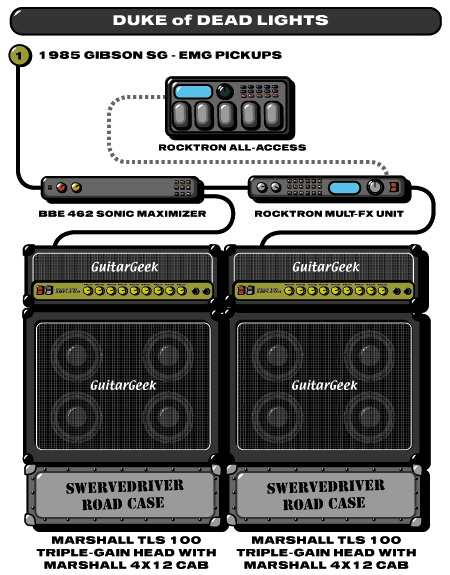 DUKE of DEAD LIGHTS
1 1985 GIBSON SG - EMG PICKUPS
ROCKTRON ALL-ACCESS
BBE 462 SONIC MAXIMIZER
ROCKTRON MULT-FX UNIT
GuitarGeek
GuitarGeek
GuitarGeek
GuitarGeek
SWERVEDRIVER
ROAD CASE
SWERVEDRIVER
ROAD CASE
MARSHALL TLS 100
TRIPLE-GAIN HEAD WITH
MARSHALL 4X12 CAB
MARSHALL TLS 100
TRIPLE-GAIN HEAD WITH
MARSHALL 4X12 CAB